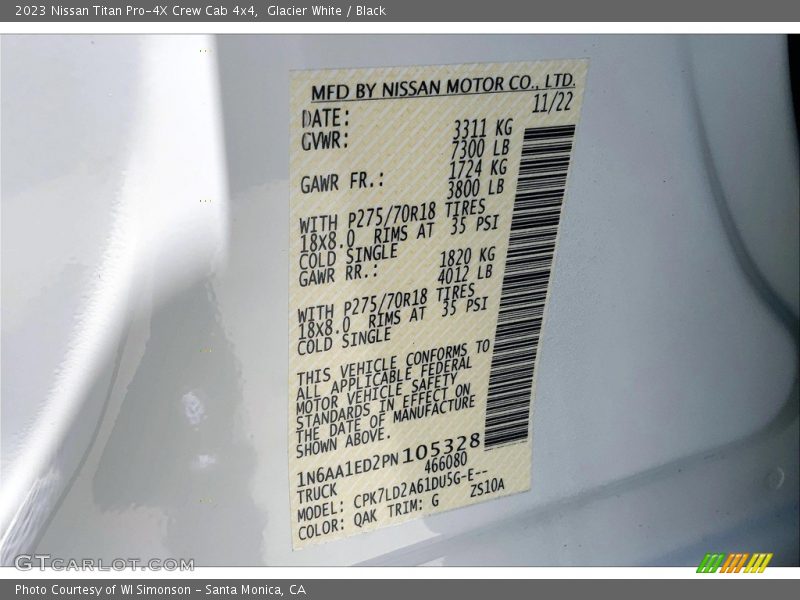 2023 Nissan Titan Pro-4X Crew Cab 4x4,  Glacier White / Black
MFD BY NISSAN MOTOR CO., LTD.
DATE: 11/22
GVWR: 3311 KG
7300 LB
GAWR FR.: 1724 KG
3800 LB
WITH P275/70R18 TIRES
18x8.0 RIMS AT 35 PSI
COLD SINGLE
GAWR RR.: 1820 KG
4012 LB
WITH P275/70R18 TIRES
18x8.0 RIMS AT 35 PSI
COLD SINGLE
THIS VEHICLE CONFORMS TO
ALL APPLICABLE FEDERAL
MOTOR VEHICLE SAFETY
STANDARDS IN EFFECT ON
THE DATE OF MANUFACTURE
SHOWN ABOVE.
1N6AA1ED2PN105328
TRUCK 466080
MODEL: CPK7LD2A61DU5G-E--
COLOR: QAK TRIM: G ZS10A
GTCARLOT.COM
Photo Courtesy of WI Simonson - Santa Monica, CA